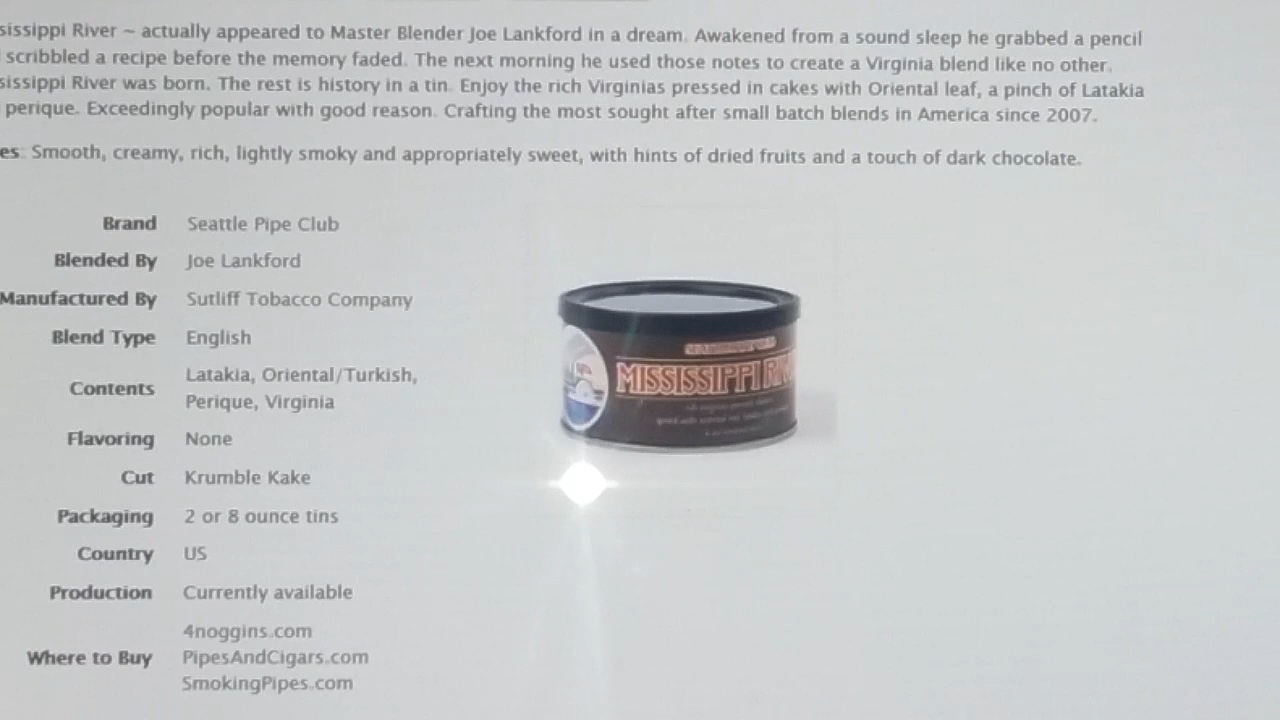 sissippi River ~ actually appeared to Master Blender Joe Lankford in a dream. Awakened from a sound sleep he grabbed a pencil
scribbled a recipe before the memory faded. The next morning he used those notes to create a Virginia blend like no other.
sissippi River was born. The rest is history in a tin. Enjoy the rich Virginias pressed in cakes with Oriental leaf, a pinch of Latakia
perique. Exceedingly popular with good reason. Crafting the most sought after small batch blends in America since 2007.
es: Smooth, creamy, rich, lightly smoky and appropriately sweet, with hints of dried fruits and a touch of dark chocolate.
Brand Seattle Pipe Club
Blended By Joe Lankford
Manufactured By Sutliff Tobacco Company
Blend Type English
Contents Latakia, Oriental/Turkish,
Perique, Virginia
Flavoring None
Cut Krumble Kake
Packaging 2 or 8 ounce tins
Country US
Production Currently available
Where to Buy 4noggins.com
PipesAndCigars.com
SmokingPipes.com
MISSISSIPPI RIV